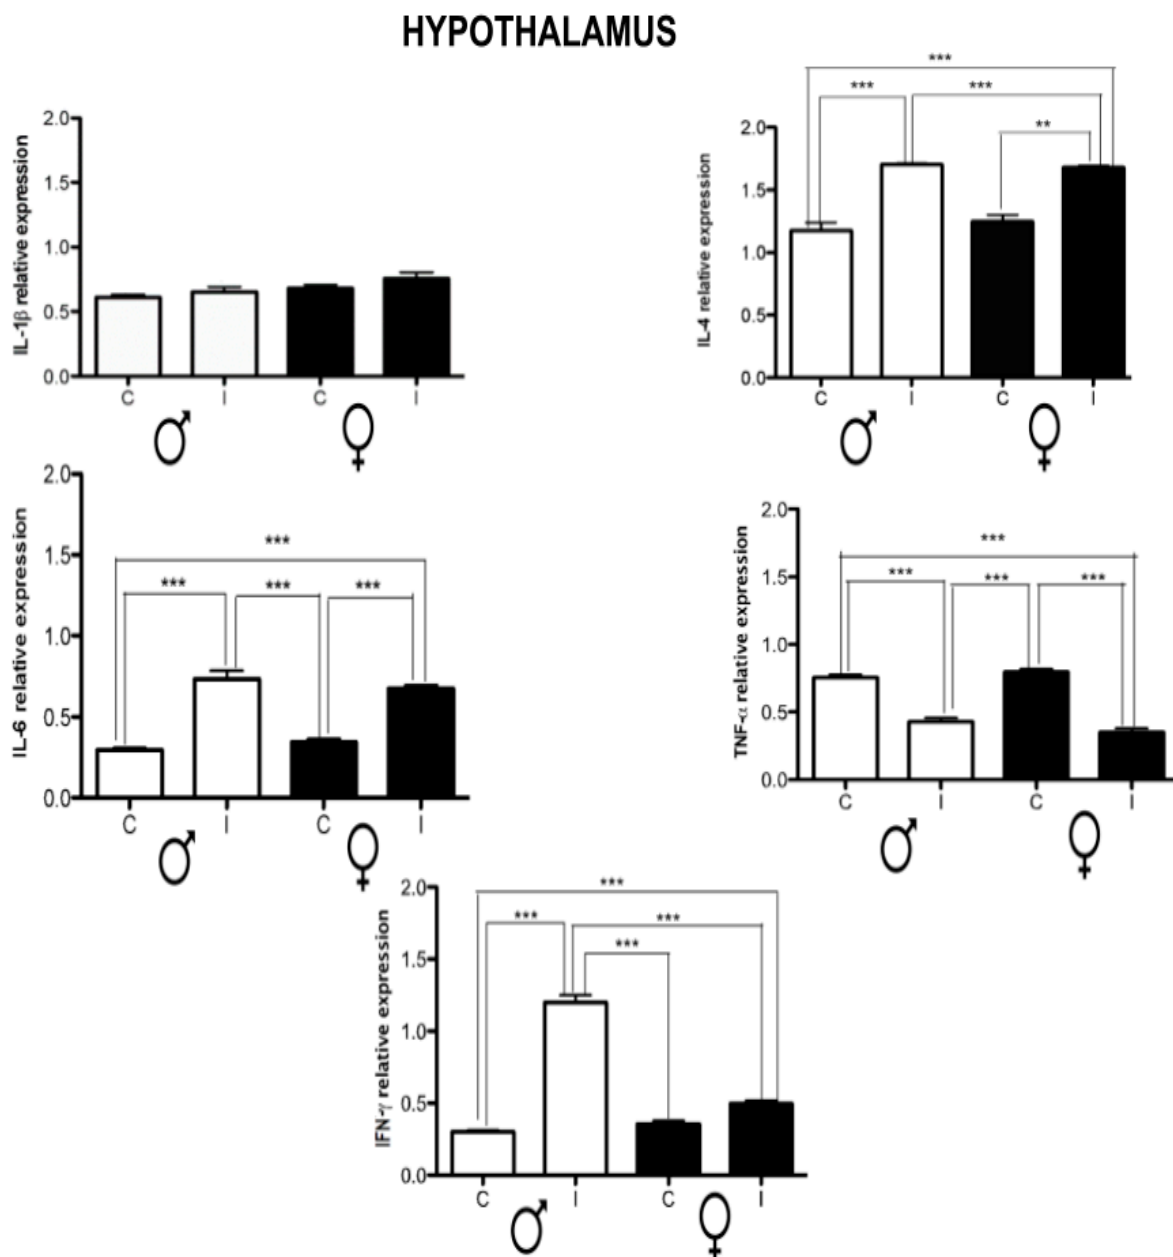 HYPOTHALAMUS
IL-1β relative expression
2.0
1.5
1.0
0.5
0.0
C I C I
♂ ♀
IL-4 relative expression
2.0
1.5
1.0
0.5
0.0
***
*** ***
**
C I C I
♂ ♀
IL-6 relative expression
2.0
1.5
1.0
0.5
0.0
***
*** *** ***
C I C I
♂ ♀
TNF-α relative expression
2.0
1.5
1.0
0.5
0.0
***
*** *** ***
C I C I
♂ ♀
IFN-γ relative expression
2.0
1.5
1.0
0.5
0.0
***
*** ***
***
C I C I
♂ ♀